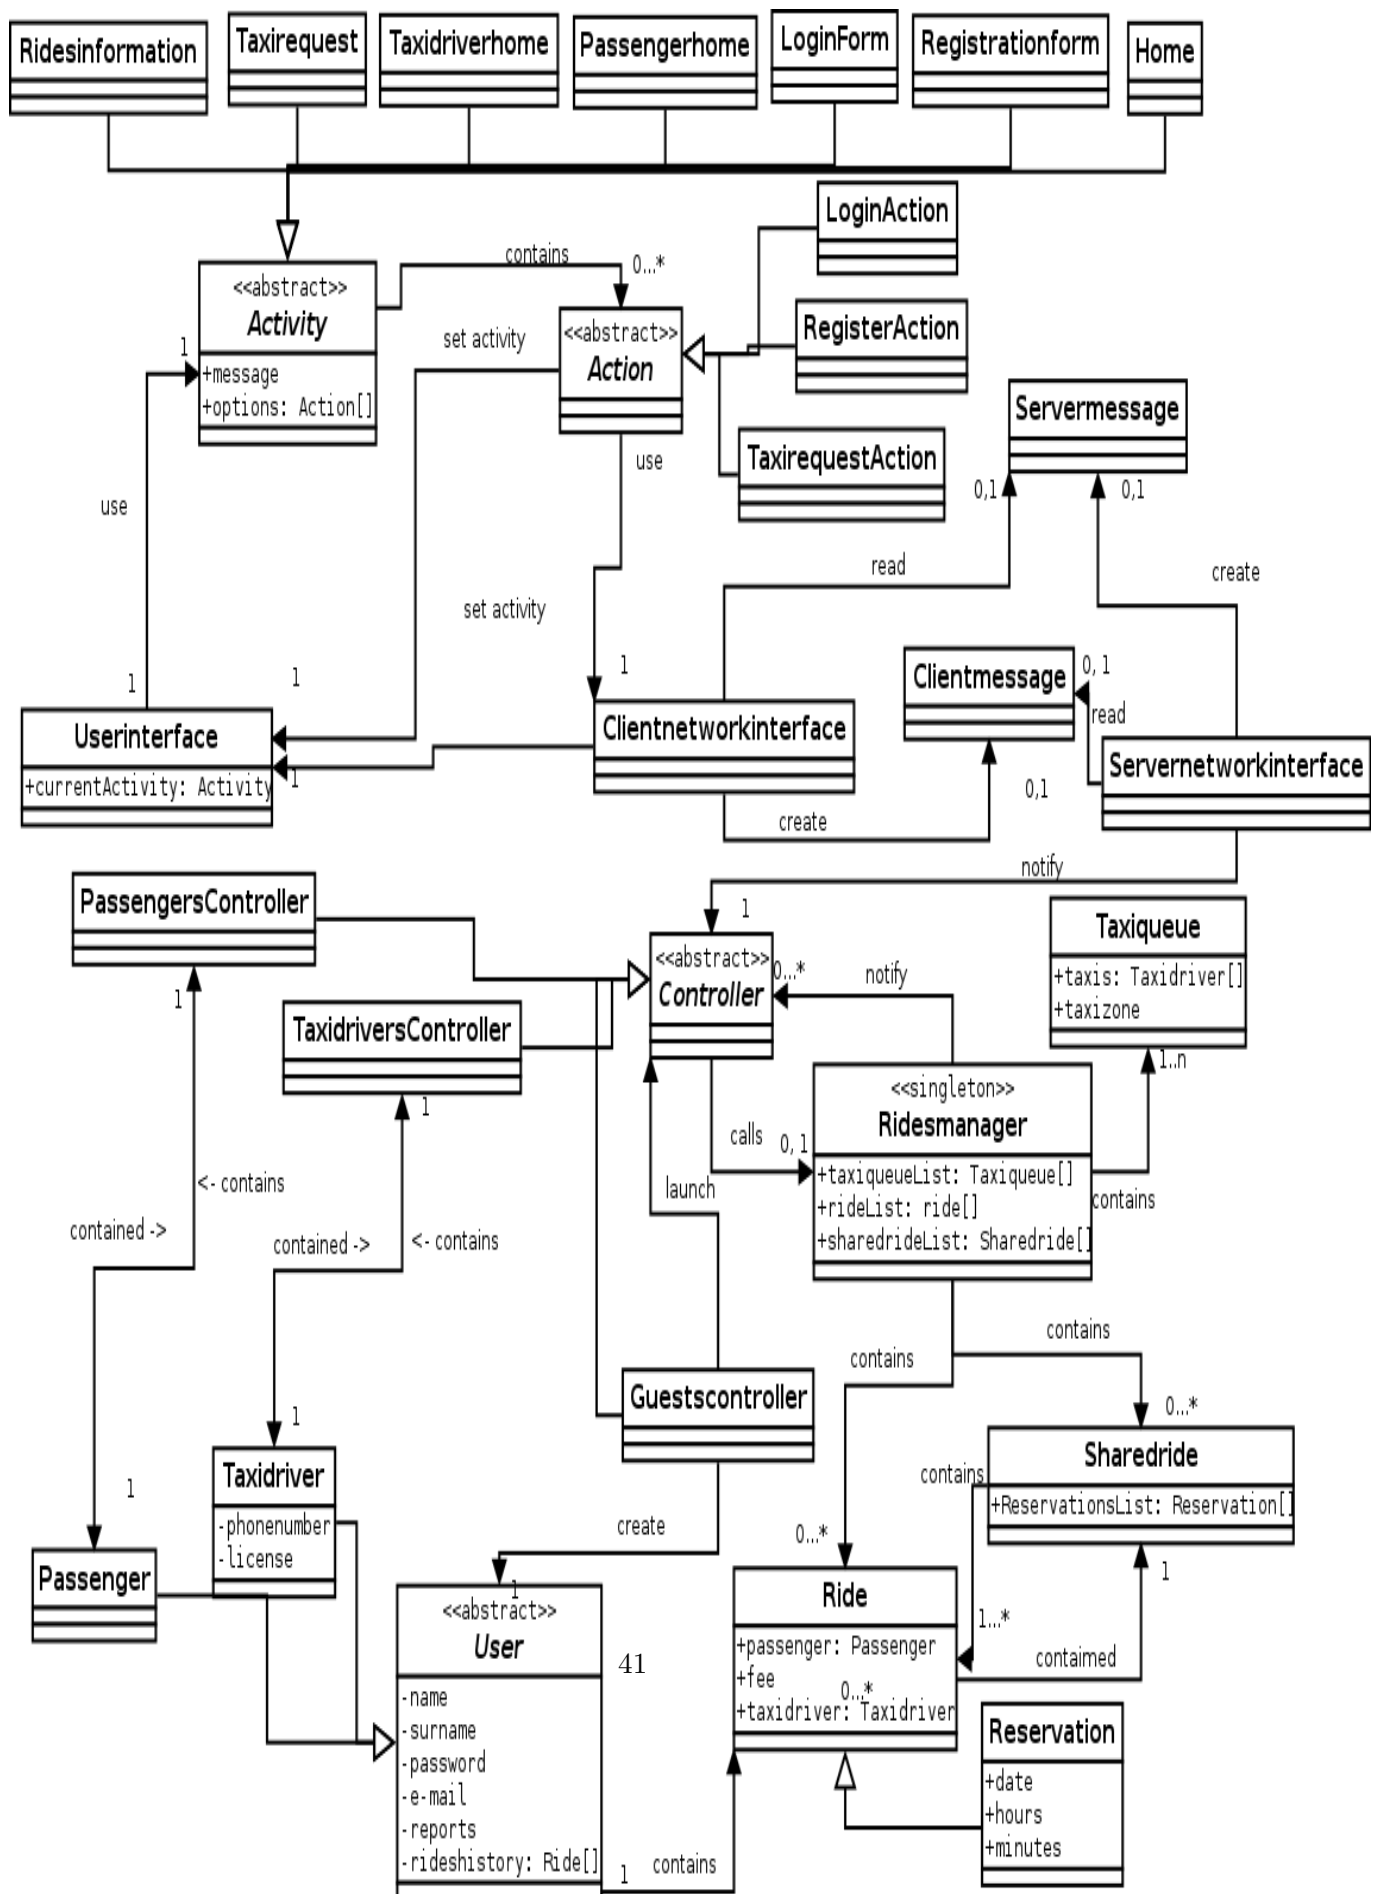 Ridesinformation
Taxirequest
Taxidriverhome
Passengerhome
LoginForm
Registrationform
Home
LoginAction
contains
0...*
<<abstract>>
Activity
+message
+options: Action[]
1
set activity
<<abstract>>
Action
RegisterAction
TaxirequestAction
Servermessage
use
use
0,1
0,1
read
create
set activity
1
1
1
Clientmessage
0, 1
read
Userinterface
+currentActivity: Activity
1
Clientnetworkinterface
Servernetworkinterface
0,1
create
notify
PassengersController
1
1
<<abstract>>
Controller
0...*
notify
Taxiqueue
+taxis: Taxidriver[]
+taxizone
1..n
TaxidriversController
1
<<singleton>>
Ridesmanager
+taxiqueueList: Taxiqueue[]
+rideList: ride[]
+sharedrideList: Sharedride[]
calls
0, 1
contains
launch
<- contains
contained ->
<- contains
contained ->
contains
contains
Guestscontroller
0...*
1
Taxidriver
-phonenumber
-license
Sharedride
+ReservationsList: Reservation[]
contains
1
create
0...*
1
Passenger
1
<<abstract>>
User
-name
-surname
-password
-e-mail
-reports
-rideshistory: Ride[]
41
Ride
+passenger: Passenger
+fee
0...*
+taxidriver: Taxidriver
1...*
contaimed
Reservation
+date
+hours
+minutes
1
contains